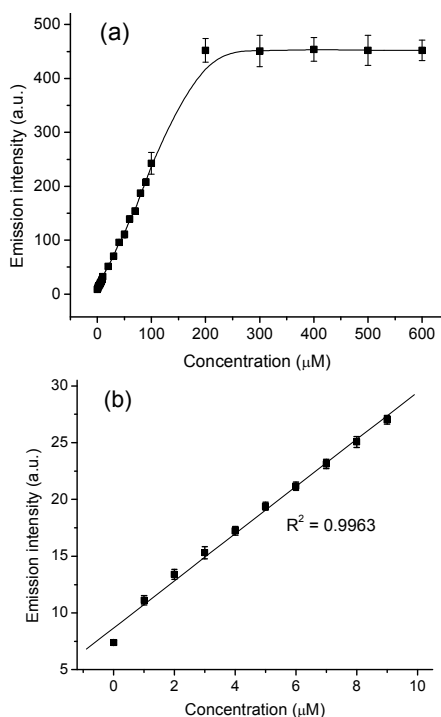 (a)
Emission intensity (a.u.)
500
400
300
200
100
0
0 100 200 300 400 500 600
Concentration (μM)
(b)
Emission intensity (a.u.)
30
25
20
15
10
5
R² = 0.9963
0 2 4 6 8 10
Concentration (μM)